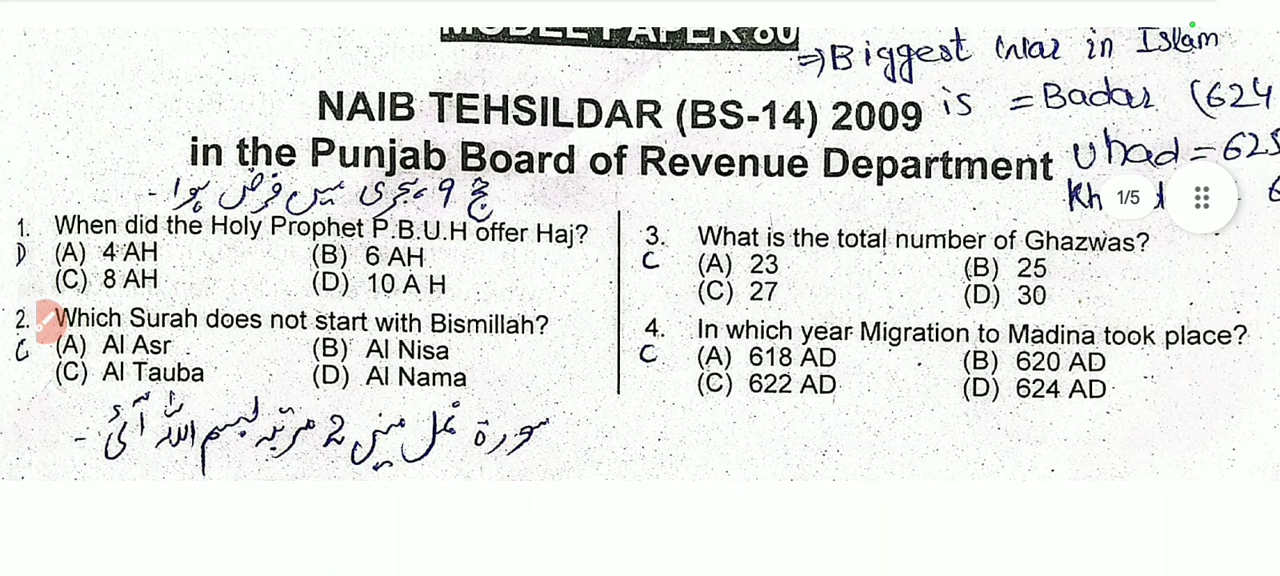 MODEL PAPER 80
⇒ Biggest war in Islam
is = Badar (624
Uhad = 625
Kh
1/5
NAIB TEHSILDAR (BS-14) 2009
in the Punjab Board of Revenue Department
حج 9 ہجری میں فرض ہوا -
1. When did the Holy Prophet P.B.U.H offer Haj?
D (A) 4 AH (B) 6 AH
(C) 8 AH (D) 10 A H
2. Which Surah does not start with Bismillah?
C (A) Al Asr (B) Al Nisa
(C) Al Tauba (D) Al Nama
سورۃ نمل میں 2 مرتبہ بسم اللہ آئی -
3. What is the total number of Ghazwas?
C (A) 23 (B) 25
(C) 27 (D) 30
4. In which year Migration to Madina took place?
C (A) 618 AD (B) 620 AD
(C) 622 AD (D) 624 AD